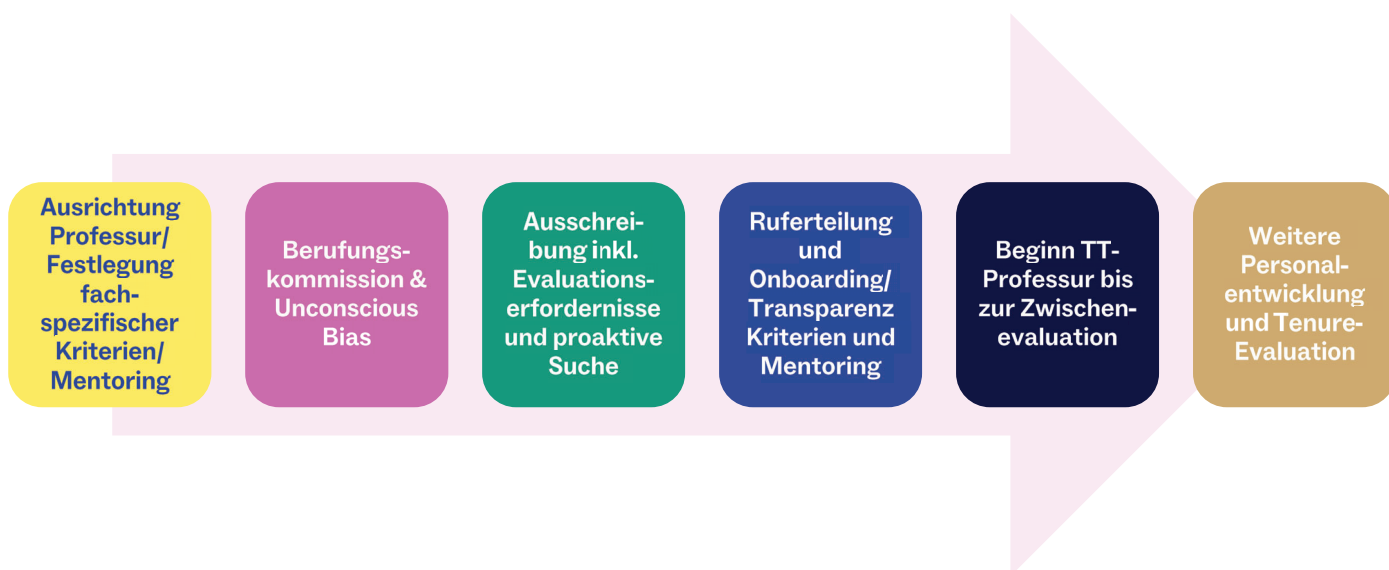 Ausrichtung
Professur/
Festlegung
fach-
spezifischer
Kriterien/
Mentoring
Berufungs-
kommission &
Unconscious
Bias
Ausschrei-
bung inkl.
Evaluations-
erfordernisse
und proaktive
Suche
Ruferteilung
und
Onboarding/
Transparenz
Kriterien und
Mentoring
Beginn TT-
Professur bis
zur Zwischen-
evaluation
Weitere
Personal-
entwicklung
und Tenure-
Evaluation